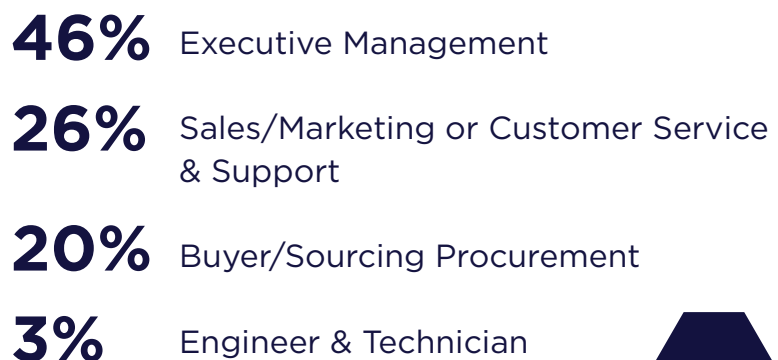 46% Executive Management
26% Sales/Marketing or Customer Service
& Support
20% Buyer/Sourcing Procurement
3% Engineer & Technician